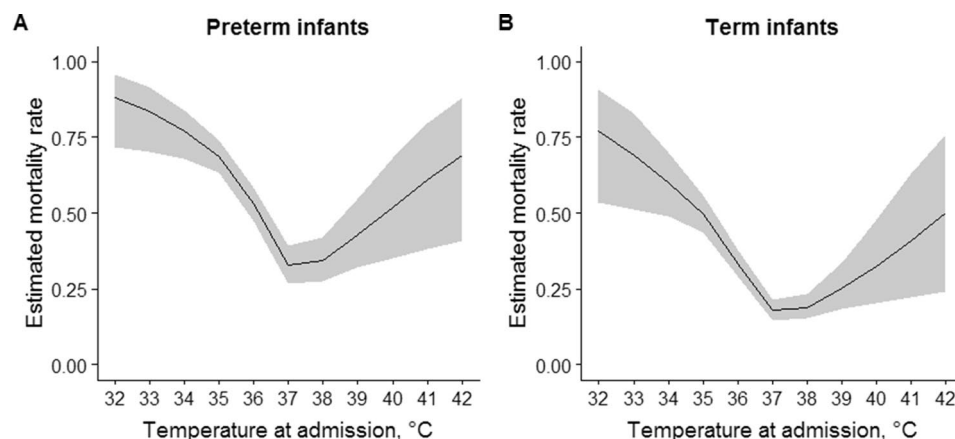 A
Preterm infants
Estimated mortality rate
1.00
0.75
0.50
0.25
0.00
32 33 34 35 36 37 38 39 40 41 42
Temperature at admission, °C
B
Term infants
Estimated mortality rate
1.00
0.75
0.50
0.25
0.00
32 33 34 35 36 37 38 39 40 41 42
Temperature at admission, °C